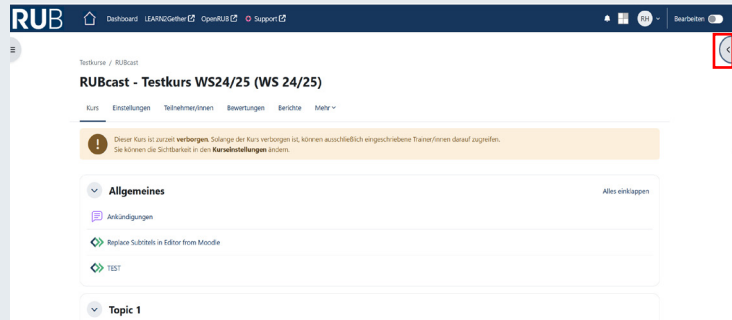 RUB
Dashboard LEARN2Gether OpenRUB Support
RH
Bearbeiten
Testkurse / RUBcast
RUBcast - Testkurs WS24/25 (WS 24/25)
Kurs Einstellungen Teilnehmer/innen Bewertungen Berichte Mehr
Dieser Kurs ist zurzeit verborgen. Solange der Kurs verborgen ist, können ausschließlich eingeschriebene Trainer/innen darauf zugreifen.
Sie können die Sichtbarkeit in den Kurseinstellungen ändern.
Allgemeines
Alles einklappen
Ankündigungen
Replace Subtitels in Editor from Moodle
TEST
Topic 1